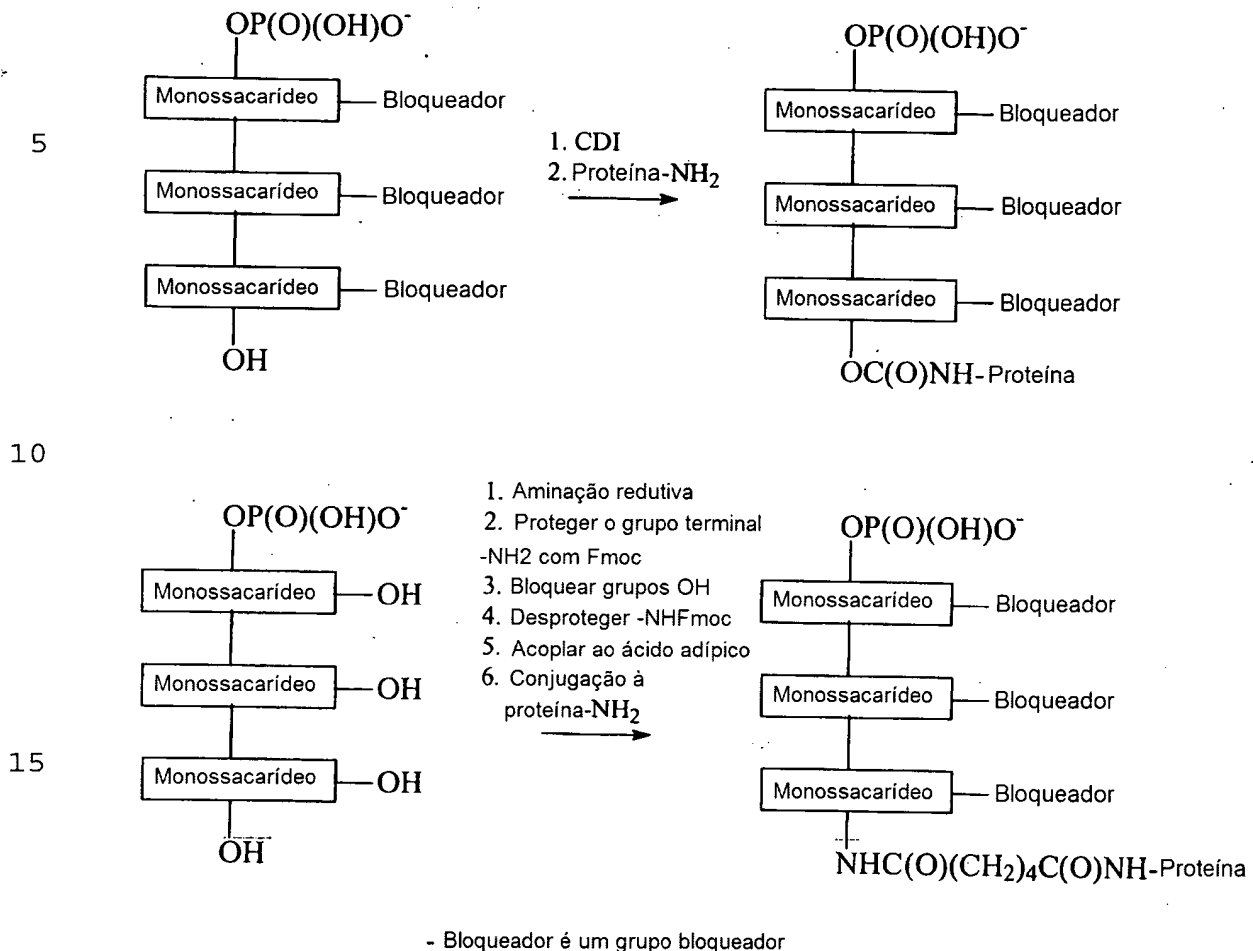 OP(O)(OH)O⁻
OP(O)(OH)O⁻
Monossacarídeo
Bloqueador
Monossacarídeo
Bloqueador
5
1. CDI
2. Proteína-NH₂
Monossacarídeo
Bloqueador
Monossacarídeo
Bloqueador
Monossacarídeo
Bloqueador
Monossacarídeo
Bloqueador
OH
OC(O)NH-Proteína
10
OP(O)(OH)O⁻
1. Aminação redutiva
2. Proteger o grupo terminal
-NH2 com Fmoc
3. Bloquear grupos OH
4. Desproteger -NHFmoc
5. Acoplar ao ácido adípico
6. Conjugação à
proteína-NH₂
OP(O)(OH)O⁻
Monossacarídeo
OH
Monossacarídeo
Bloqueador
Monossacarídeo
OH
Monossacarídeo
Bloqueador
15
Monossacarídeo
OH
Monossacarídeo
Bloqueador
OH
NHC(O)(CH₂)₄C(O)NH-Proteína
- Bloqueador é um grupo bloqueador